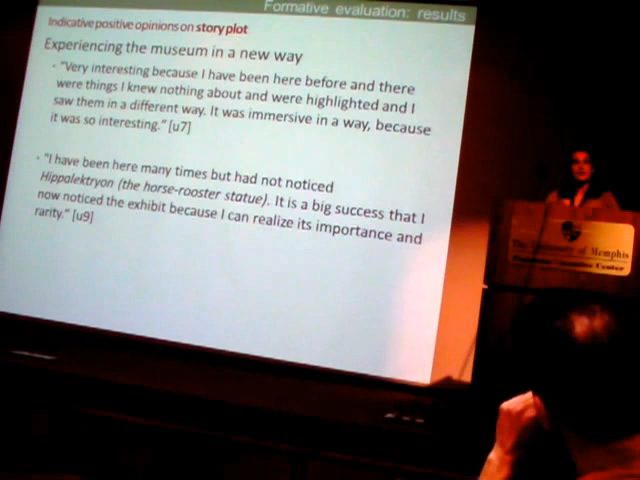 Formative evaluation: results
Indicative positive opinions on story plot
Experiencing the museum in a new way
- "Very interesting because I have been here before and there
were things I knew nothing about and were highlighted and I
saw them in a different way. It was immersive in a way, because
it was so interesting." [u7]
- "I have been here many times but had not noticed
Hippalektryon (the horse-rooster statue). It is a big success that I
now noticed the exhibit because I can realize its importance and
rarity." [u9]
The University of Memphis
Center